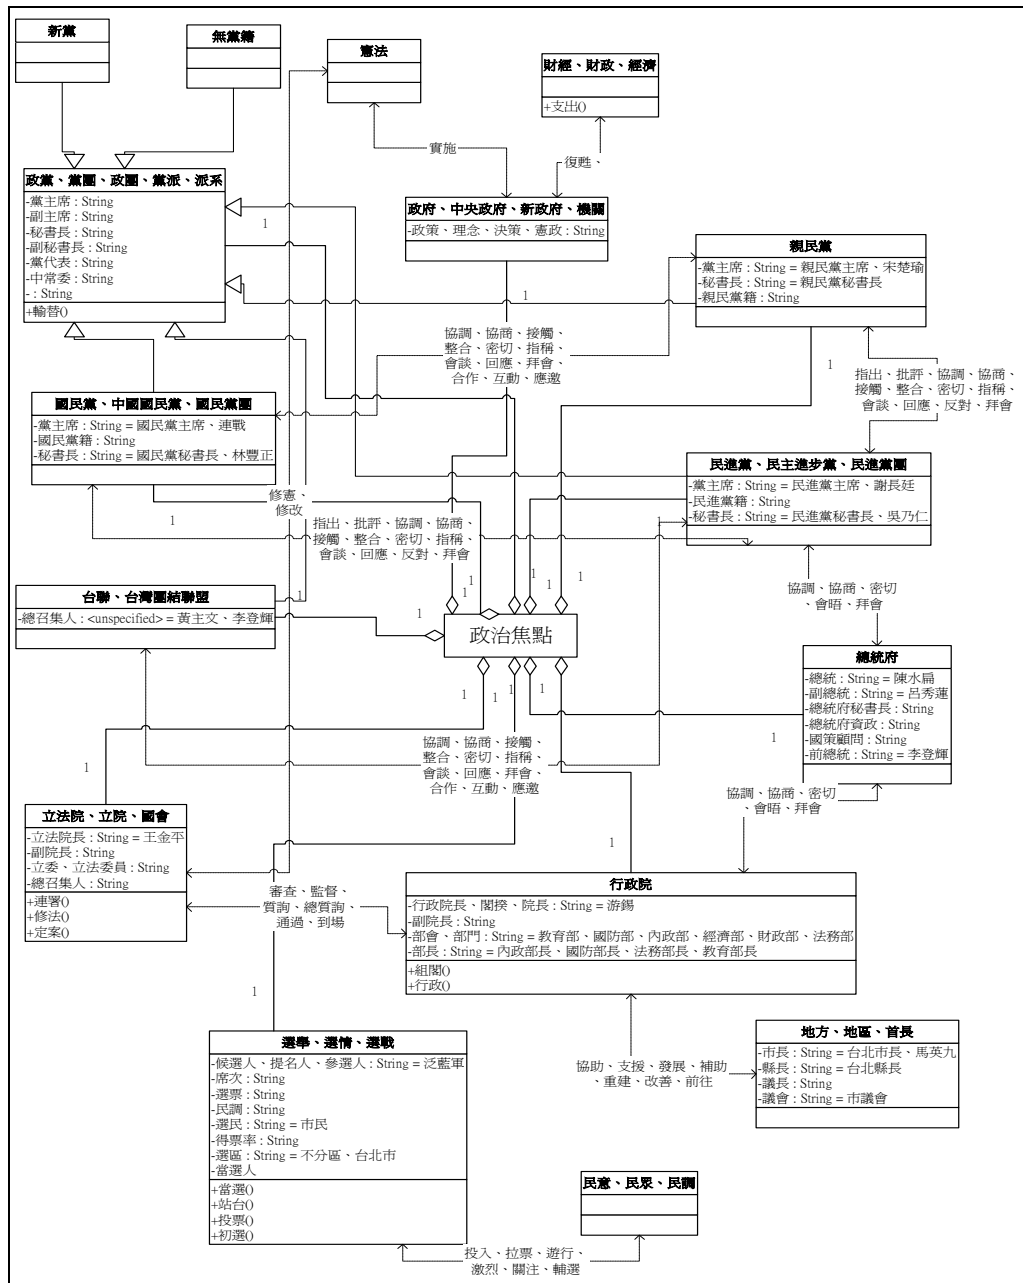 新黨
無黨籍
憲法
財經、財政、經濟
+支出()
實施
復甦、
政黨、黨團、政團、黨派、派系
-黨主席 : String
-副主席 : String
-秘書長 : String
-副秘書長 : String
-黨代表 : String
-中常委 : String
- : String
+輪替()
1
政府、中央政府、新政府、機關
-政策、理念、決策、憲政 : String
親民黨
-黨主席 : String = 親民黨主席、宋楚瑜
-秘書長 : String = 親民黨秘書長
-親民黨籍 : String
1
1
協調、協商、接觸、
整合、密切、指稱、
會談、回應、拜會、
合作、互動、應邀
1
指出、批評、協調、協商、
接觸、整合、密切、指稱、
會談、回應、反對、拜會
國民黨、中國國民黨、國民黨團
-黨主席 : String = 國民黨主席、連戰
-國民黨籍 : String
-秘書長 : String = 國民黨秘書長、林豐正
民進黨、民主進步黨、民進黨團
-黨主席 : String = 民進黨主席、謝長廷
-民進黨籍 : String
-秘書長 : String = 民進黨秘書長、吳乃仁
修憲、
修改
1
指出、批評、協調、協商、
接觸、整合、密切、指稱、
會談、回應、反對、拜會
1
1
1
1
1
1
協調、協商、密切
、會晤、拜會
台聯、台灣團結聯盟
-總召集人 : <unspecified> = 黃主文、李登輝
1
1
政治焦點
總統府
-總統 : String = 陳水扁
-副總統 : String = 呂秀蓮
-總統府秘書長 : String
-總統府資政 : String
-國策顧問 : String
-前總統 : String = 李登輝
1
1
1
1
1
1
協調、協商、接觸、
整合、密切、指稱、
會談、回應、拜會、
合作、互動、應邀
1
協調、協商、密切
、會晤、拜會
立法院、立院、國會
-立法院長 : String = 王金平
-副院長 : String
-立委、立法委員 : String
-總召集人 : String
+連署()
+修法()
+定案()
審查、監督、
質詢、總質詢、
通過、到場
1
行政院
-行政院長、閣揆、院長 : String = 游錫
-副院長 : String
-部會、部門 : String = 教育部、國防部、內政部、經濟部、財政部、法務部
-部長 : String = 內政部長、國防部長、法務部長、教育部長
+組閣()
+行政()
1
選舉、選情、選戰
-候選人、提名人、參選人 : String = 泛藍軍
-席次 : String
-選票 : String
-民調 : String
-選民 : String = 市民
-得票率 : String
-選區 : String = 不分區、台北市
-當選人
+當選()
+站台()
+投票()
+初選()
協助、支援、發展、補助
、重建、改善、前往
地方、地區、首長
-市長 : String = 台北市長、馬英九
-縣長 : String = 台北縣長
-議長 : String
-議會 : String = 市議會
民意、民眾、民調
投入、拉票、遊行、
激烈、關注、輔選